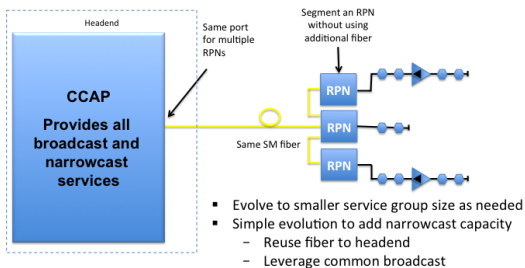 Headend
Same port
for multiple
RPNs
Segment an RPN
without using
additional fiber
CCAP
Provides all
broadcast and
narrowcast
services
RPN
RPN
RPN
Same SM fiber
▪ Evolve to smaller service group size as needed
▪ Simple evolution to add narrowcast capacity
– Reuse fiber to headend
– Leverage common broadcast